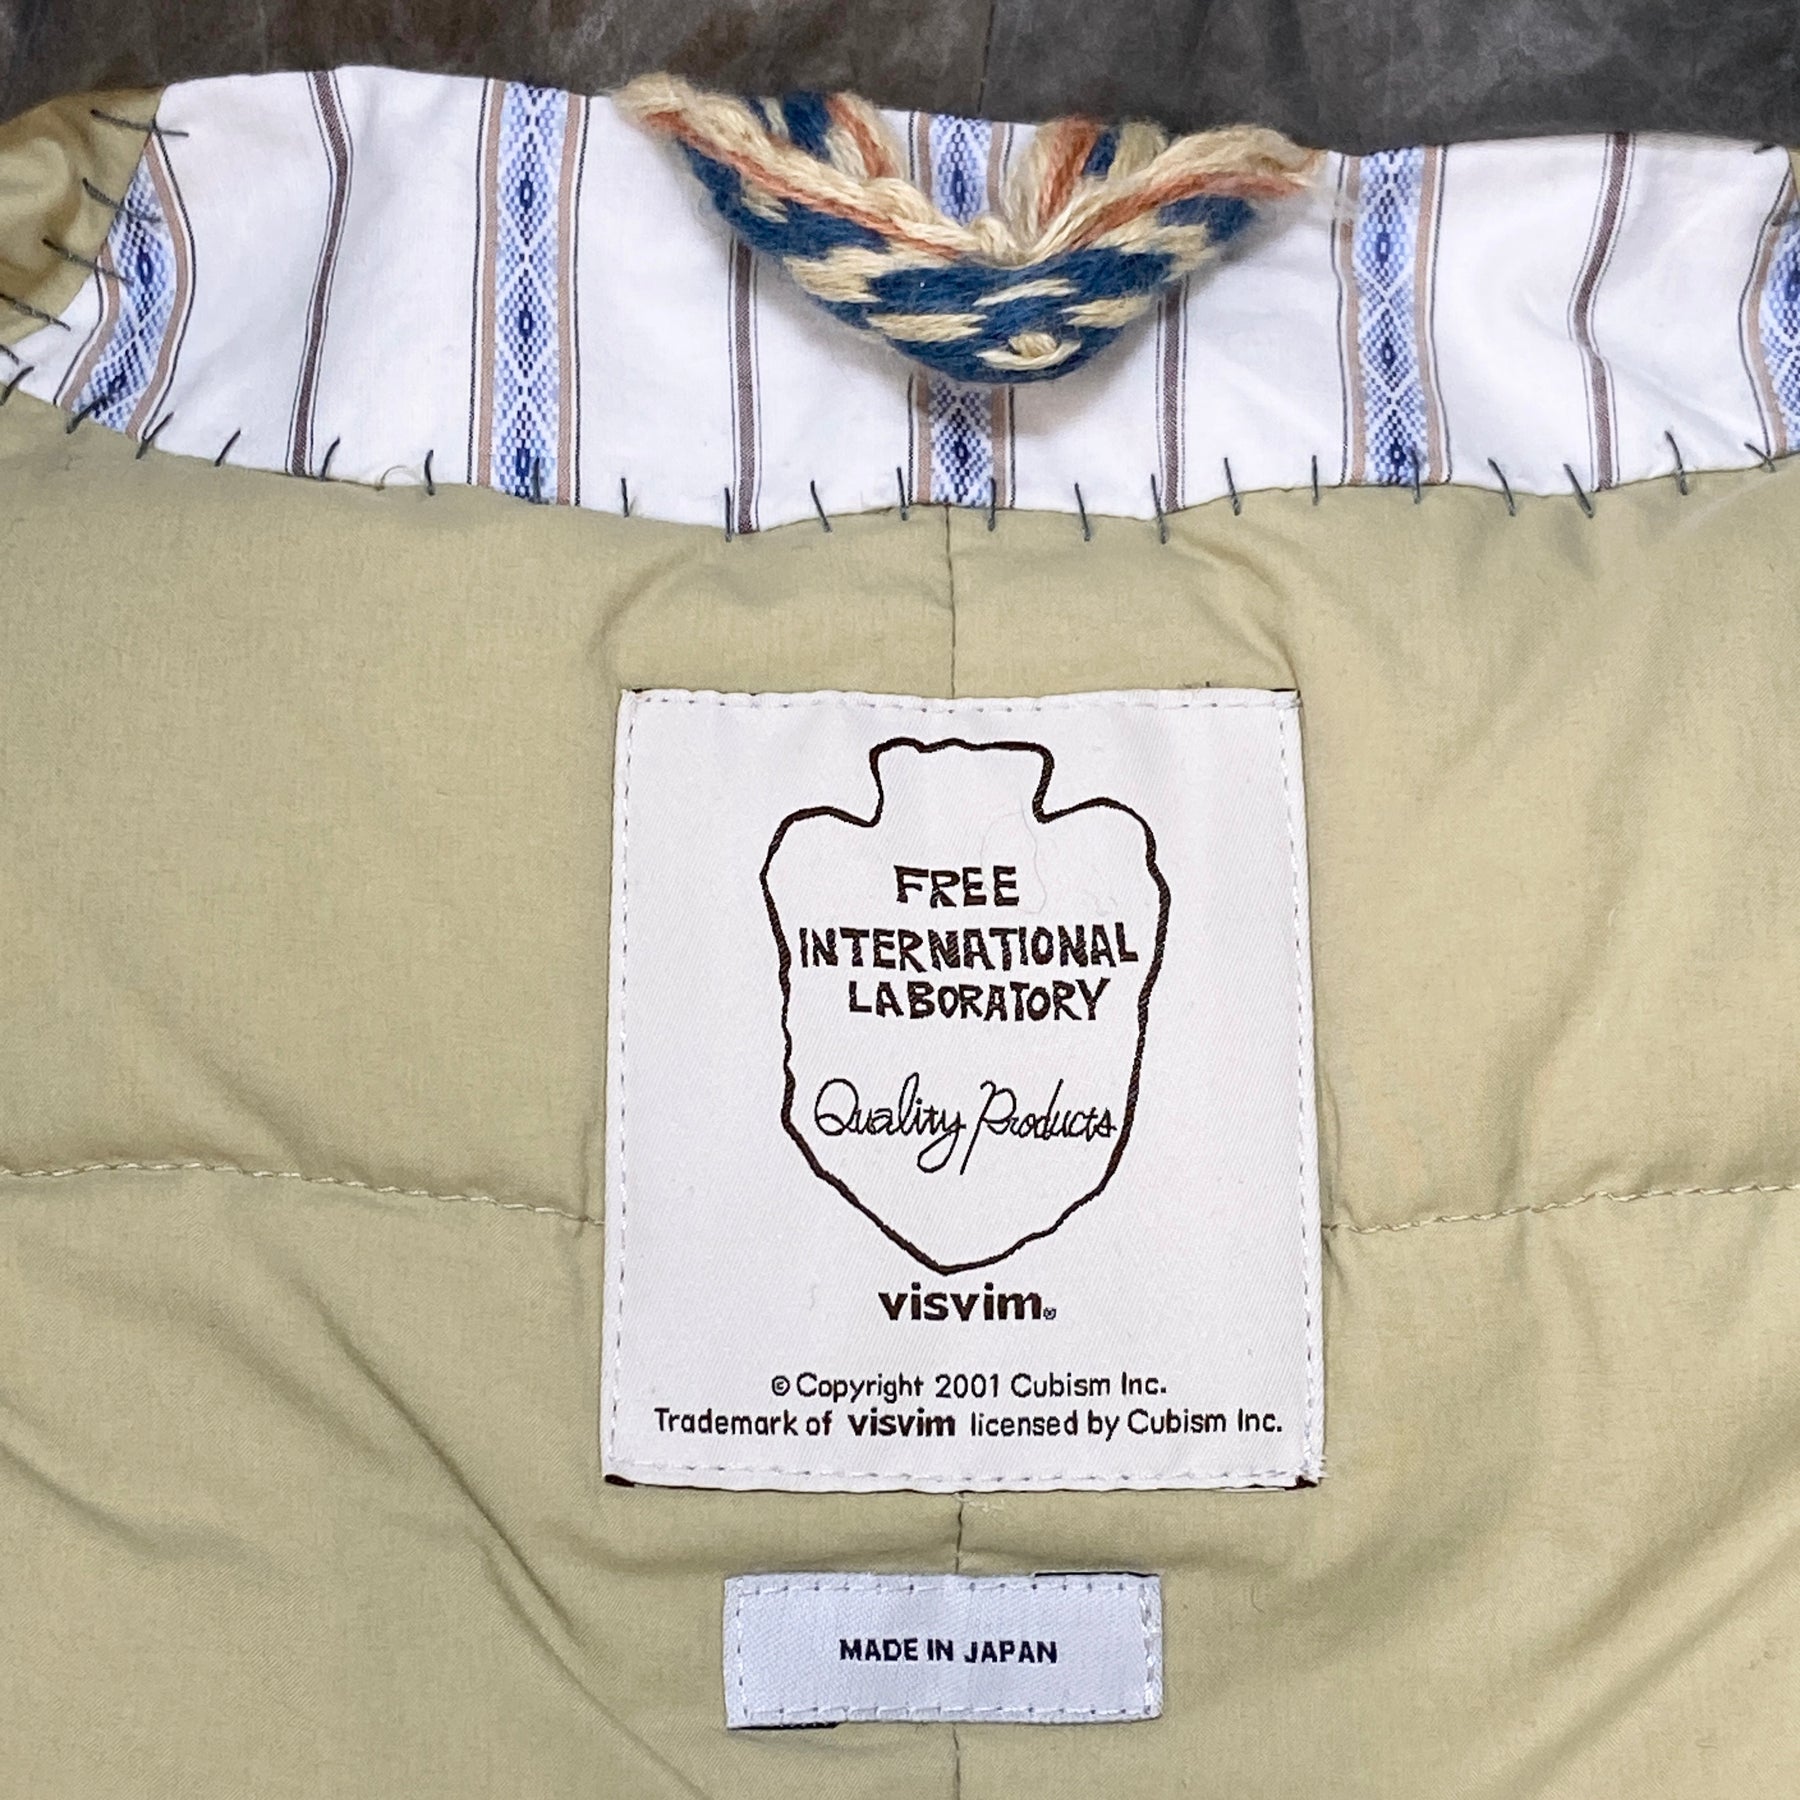 FREE
INTERNATIONAL
LABORATORY
Quality Products
visvim®
© Copyright 2001 Cubism Inc.
Trademark of visvim licensed by Cubism Inc.
MADE IN JAPAN